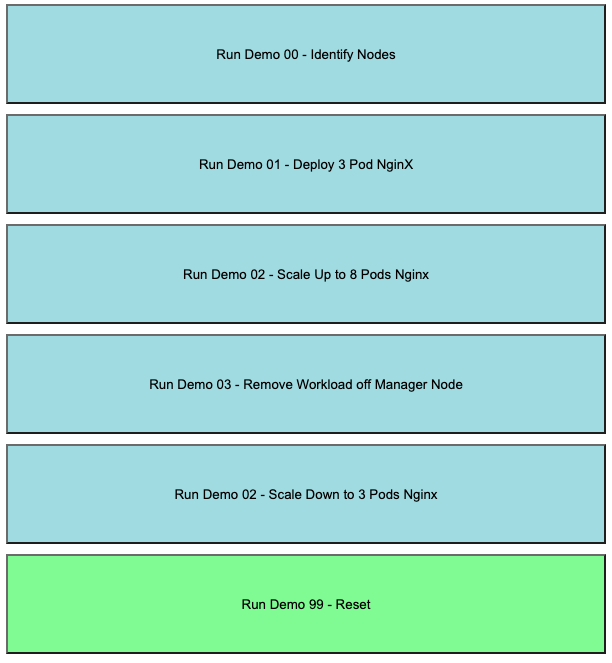 Run Demo 00 - Identify Nodes
Run Demo 01 - Deploy 3 Pod NginX
Run Demo 02 - Scale Up to 8 Pods Nginx
Run Demo 03 - Remove Workload off Manager Node
Run Demo 02 - Scale Down to 3 Pods Nginx
Run Demo 99 - Reset